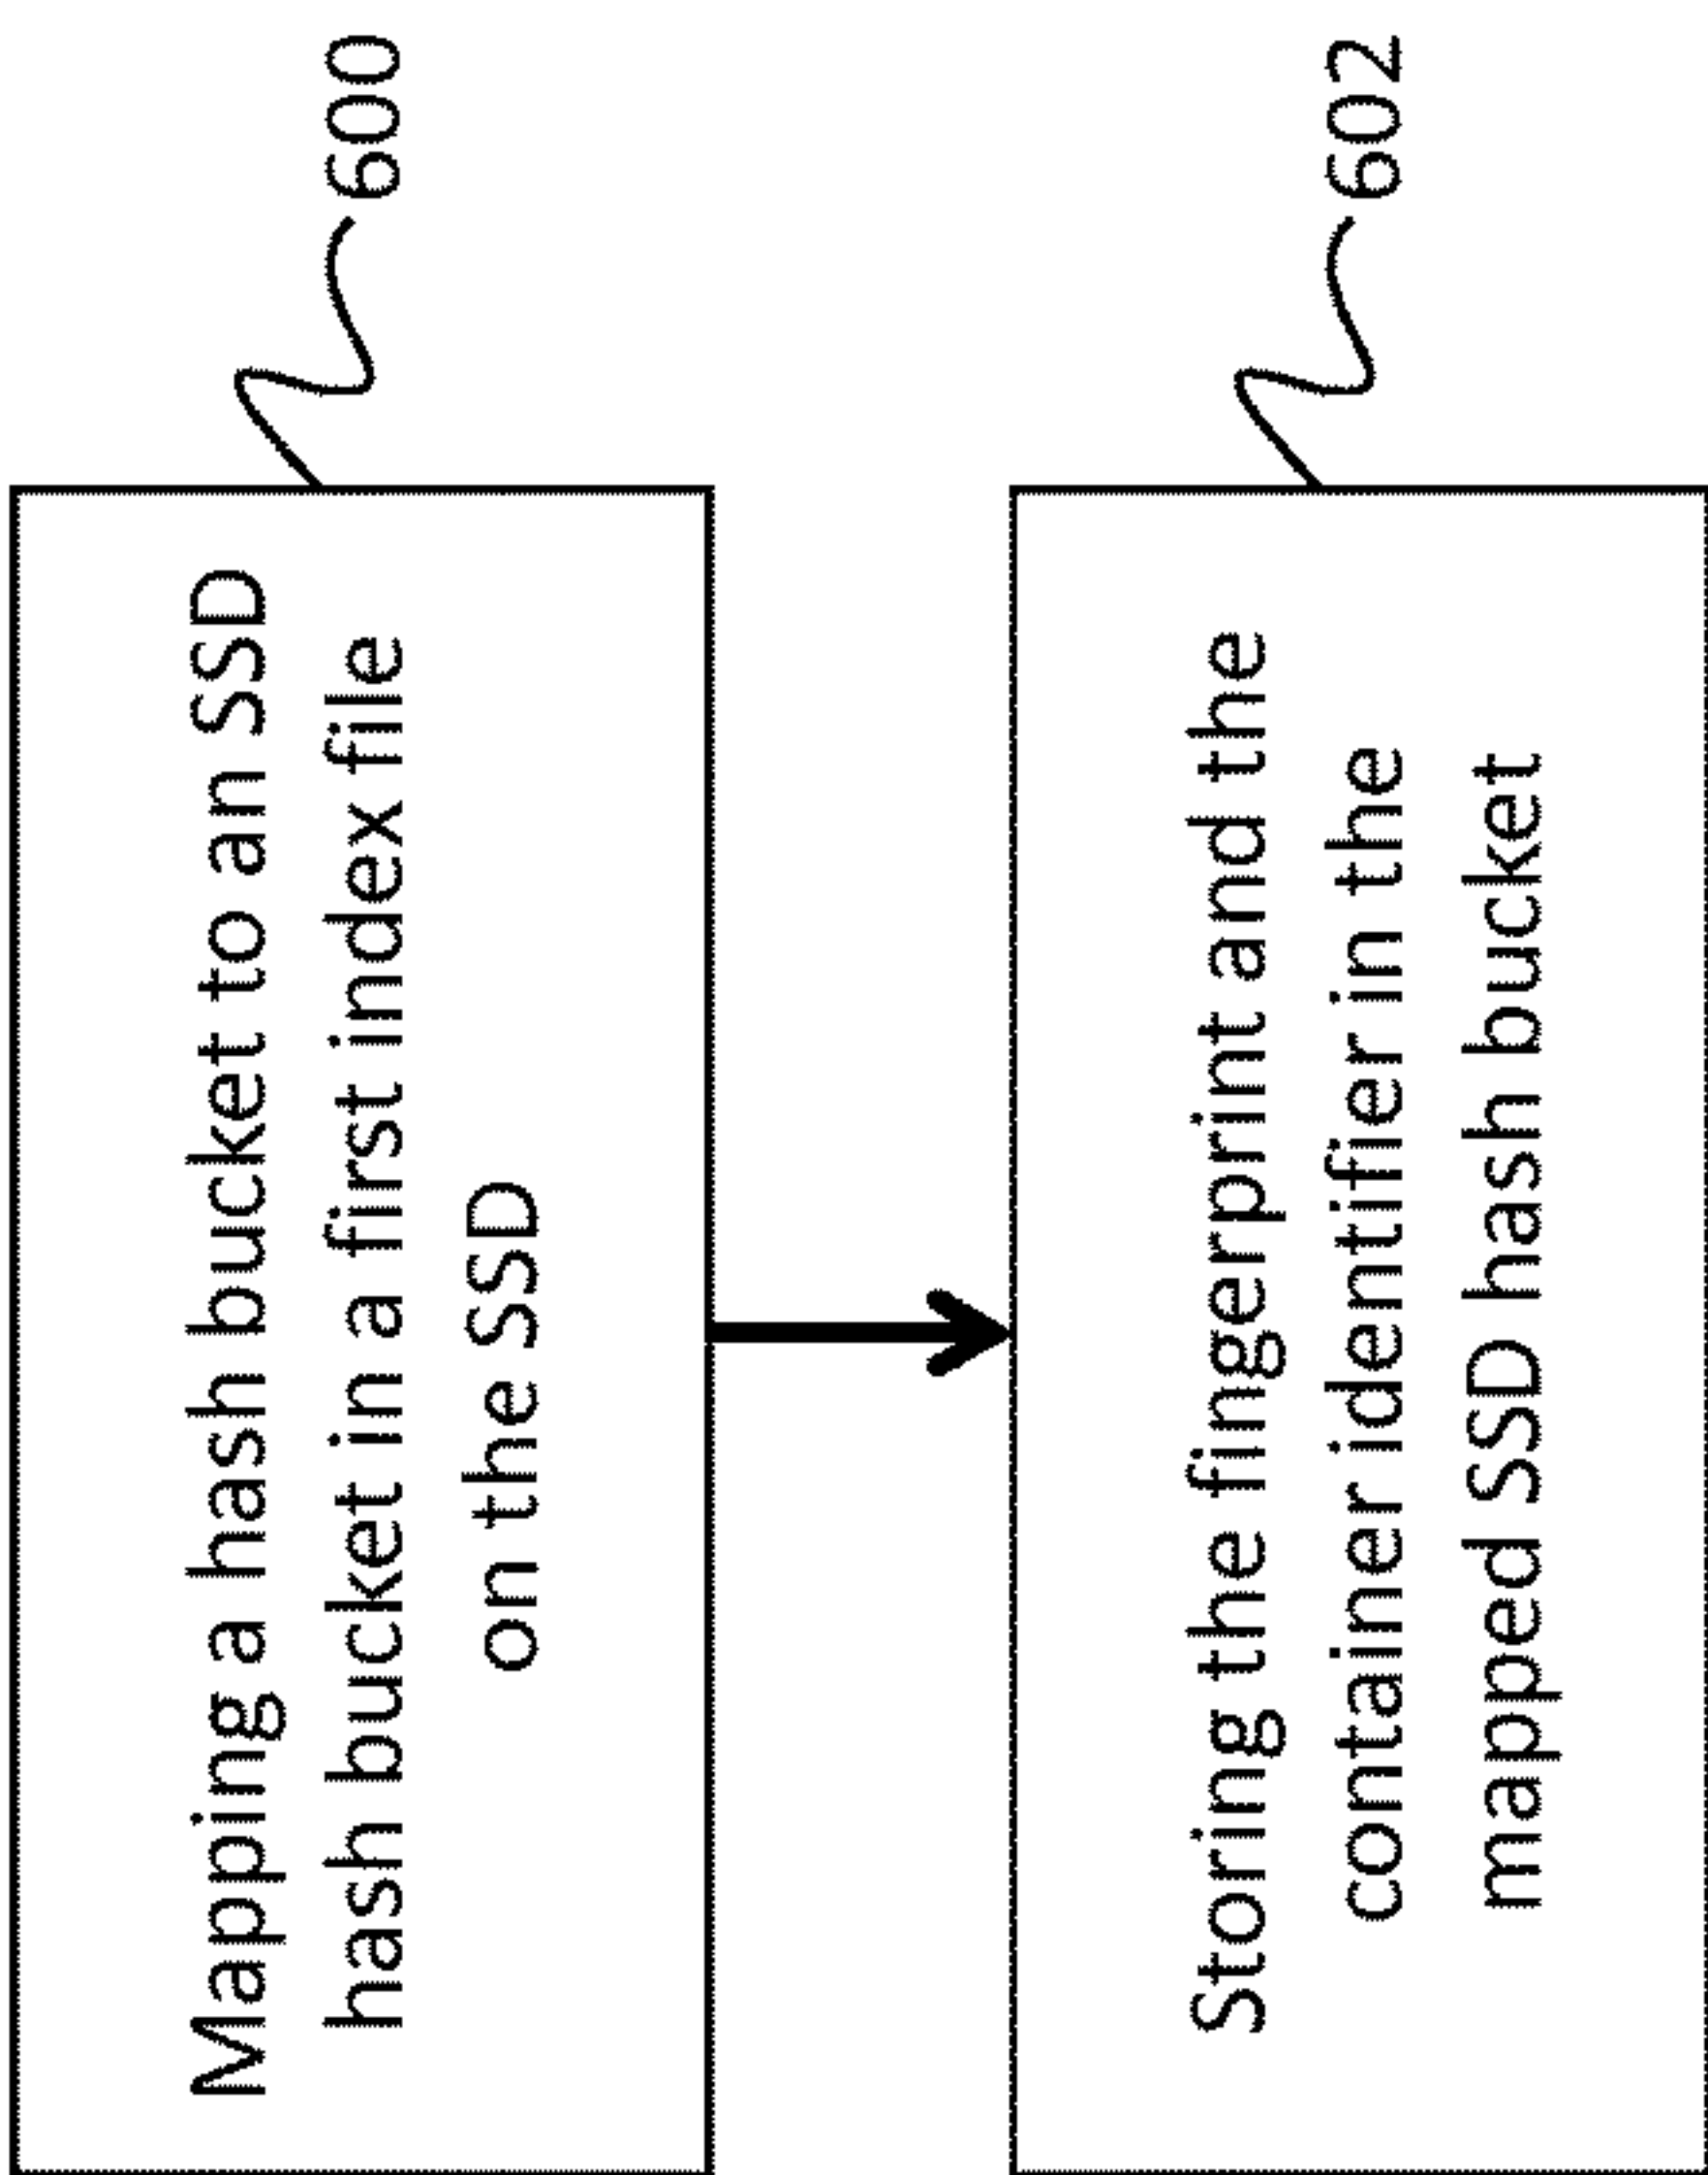 Mapping a hash bucket to an SSD
hash bucket in a first index file
on the SSD
600
Storing the fingerprint and the
container identifier in the
mapped SSD hash bucket
602